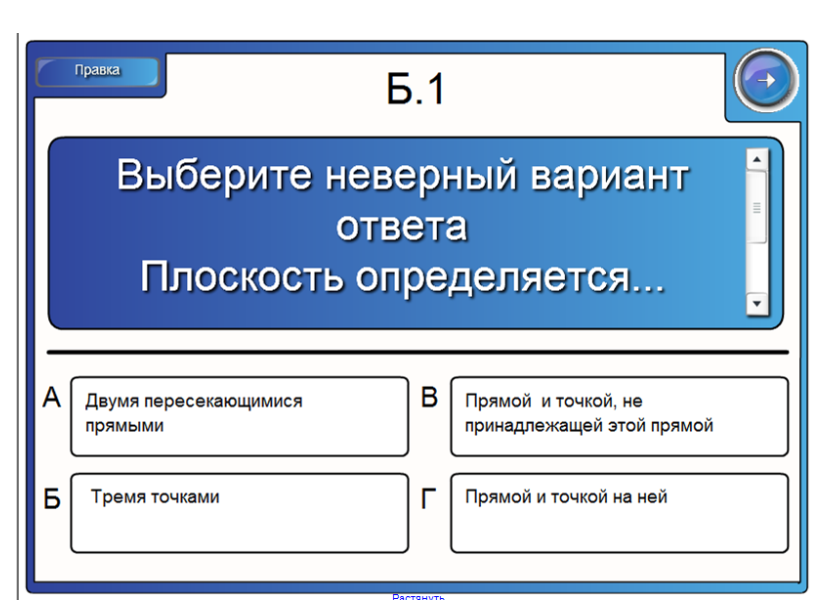 Правка
Б.1
Выберите неверный вариант
ответа
Плоскость определяется...
А
Двумя пересекающимися
прямыми
В
Прямой и точкой, не
принадлежащей этой прямой
Б
Тремя точками
Г
Прямой и точкой на ней
Растянуть